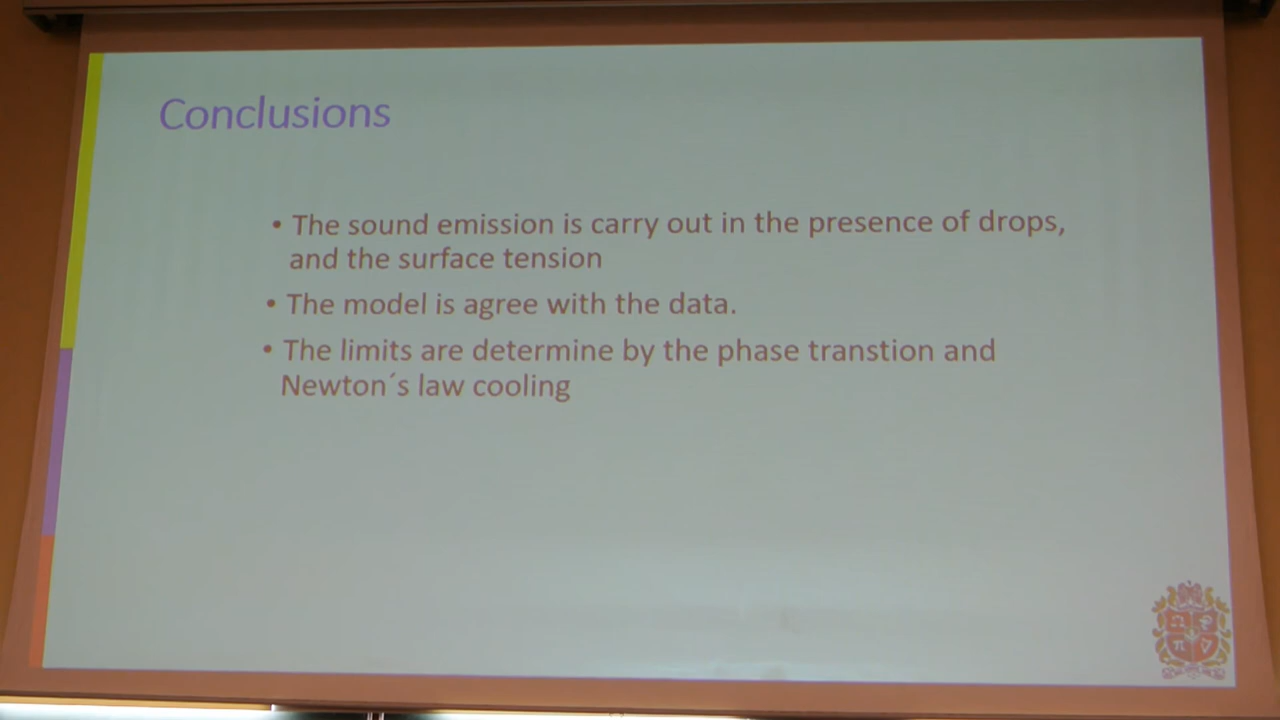 Conclusions
• The sound emission is carry out in the presence of drops,
and the surface tension
• The model is agree with the data.
• The limits are determine by the phase transtion and
Newton´s law cooling